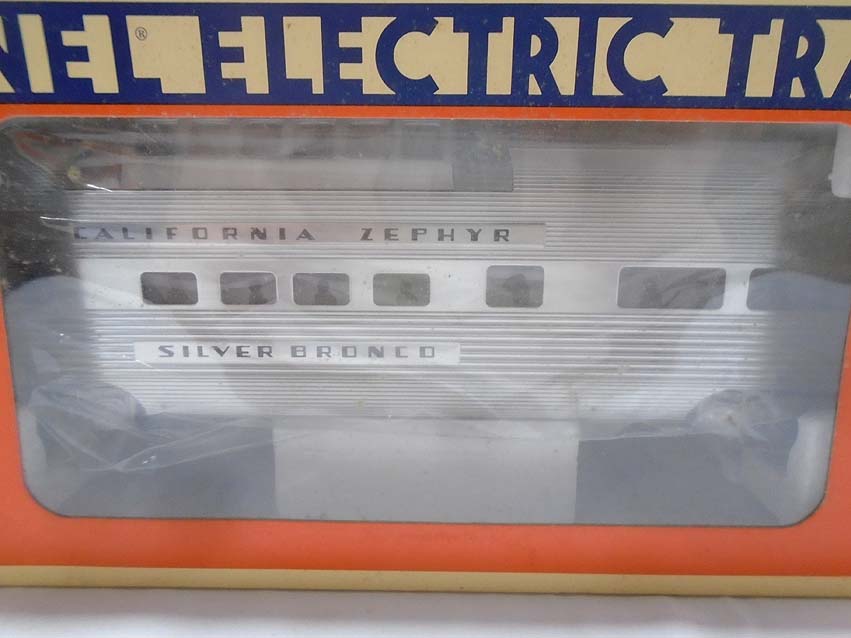 NEL® ELECTRIC TRA
CALIFORNIA ZEPHYR
SILVER BRONCO